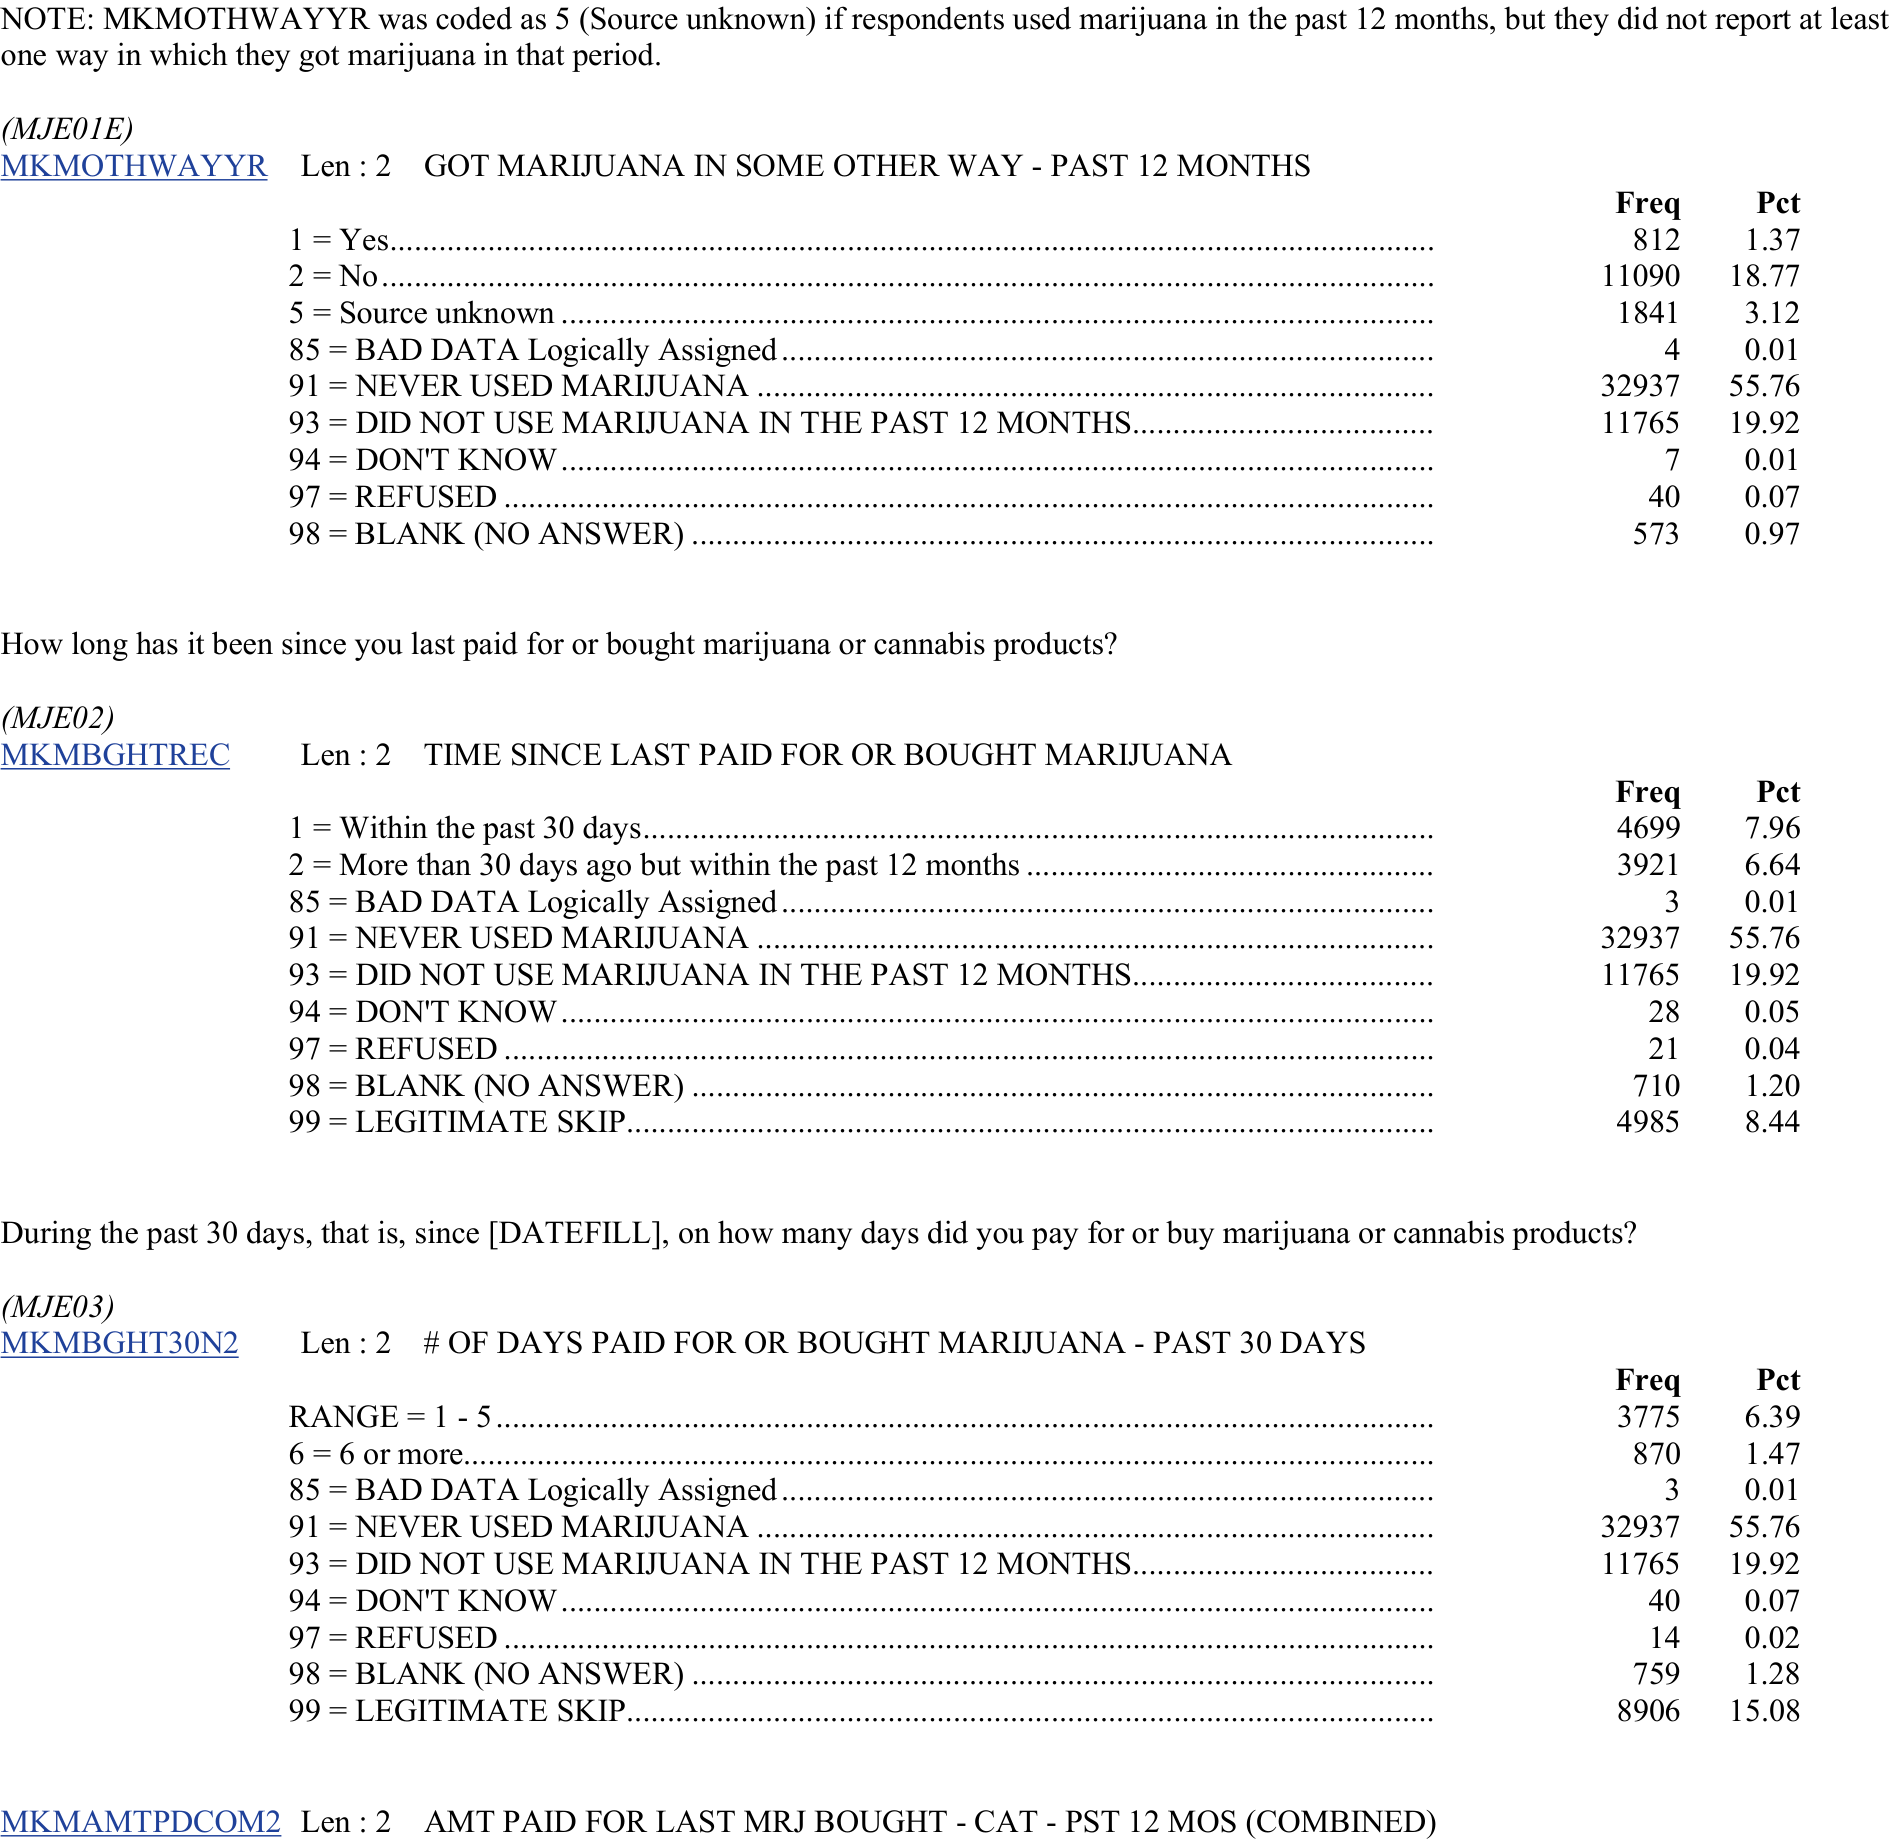 NOTE: MKMOTHWAYYR was coded as 5 (Source unknown) if respondents used marijuana in the past 12 months, but they did not report at least
one way in which they got marijuana in that period.
(MJE01E)
MKMOTHWAYYR Len : 2 GOT MARIJUANA IN SOME OTHER WAY - PAST 12 MONTHS
Freq Pct
1 = Yes 812 1.37
2 = No 11090 18.77
5 = Source unknown 1841 3.12
85 = BAD DATA Logically Assigned 4 0.01
91 = NEVER USED MARIJUANA 32937 55.76
93 = DID NOT USE MARIJUANA IN THE PAST 12 MONTHS 11765 19.92
94 = DON'T KNOW 7 0.01
97 = REFUSED 40 0.07
98 = BLANK (NO ANSWER) 573 0.97
How long has it been since you last paid for or bought marijuana or cannabis products?
(MJE02)
MKMBGHTREC Len : 2 TIME SINCE LAST PAID FOR OR BOUGHT MARIJUANA
Freq Pct
1 = Within the past 30 days 4699 7.96
2 = More than 30 days ago but within the past 12 months 3921 6.64
85 = BAD DATA Logically Assigned 3 0.01
91 = NEVER USED MARIJUANA 32937 55.76
93 = DID NOT USE MARIJUANA IN THE PAST 12 MONTHS 11765 19.92
94 = DON'T KNOW 28 0.05
97 = REFUSED 21 0.04
98 = BLANK (NO ANSWER) 710 1.20
99 = LEGITIMATE SKIP 4985 8.44
During the past 30 days, that is, since [DATEFILL], on how many days did you pay for or buy marijuana or cannabis products?
(MJE03)
MKMBGHT30N2 Len : 2 # OF DAYS PAID FOR OR BOUGHT MARIJUANA - PAST 30 DAYS
Freq Pct
RANGE = 1 - 5 3775 6.39
6 = 6 or more 870 1.47
85 = BAD DATA Logically Assigned 3 0.01
91 = NEVER USED MARIJUANA 32937 55.76
93 = DID NOT USE MARIJUANA IN THE PAST 12 MONTHS 11765 19.92
94 = DON'T KNOW 40 0.07
97 = REFUSED 14 0.02
98 = BLANK (NO ANSWER) 759 1.28
99 = LEGITIMATE SKIP 8906 15.08
MKMAMTPDCOM2 Len : 2 AMT PAID FOR LAST MRJ BOUGHT - CAT - PST 12 MOS (COMBINED)